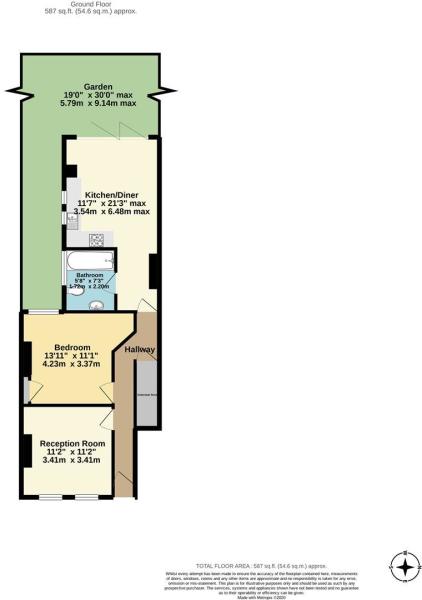 Ground Floor
587 sq.ft. (54.6 sq.m.) approx.
Garden
19'0" x 30'0" max
5.79m x 9.14m max
Kitchen/Diner
11'7" x 21'3" max
3.54m x 6.48m max
Bathroom
5'8" x 7'3"
1.72m x 2.20m
Bedroom
13'11" x 11'1"
4.23m x 3.37m
Hallway
Reception Room
11'2" x 11'2"
3.41m x 3.41m
TOTAL FLOOR AREA: 587 sq.ft. (54.6 sq.m.) approx.
Whilst every attempt has been made to ensure the accuracy of the floorplan contained here, measurements
of doors, windows, rooms and any other items are approximate and no responsibility is taken for any error,
omission or mis-statement. This plan is for illustrative purposes only and should be used as such by any
prospective purchaser. The services, systems and appliances shown have not been tested and no guarantee
as to their operability or efficiency can be given.
Made with Metropix ©2020